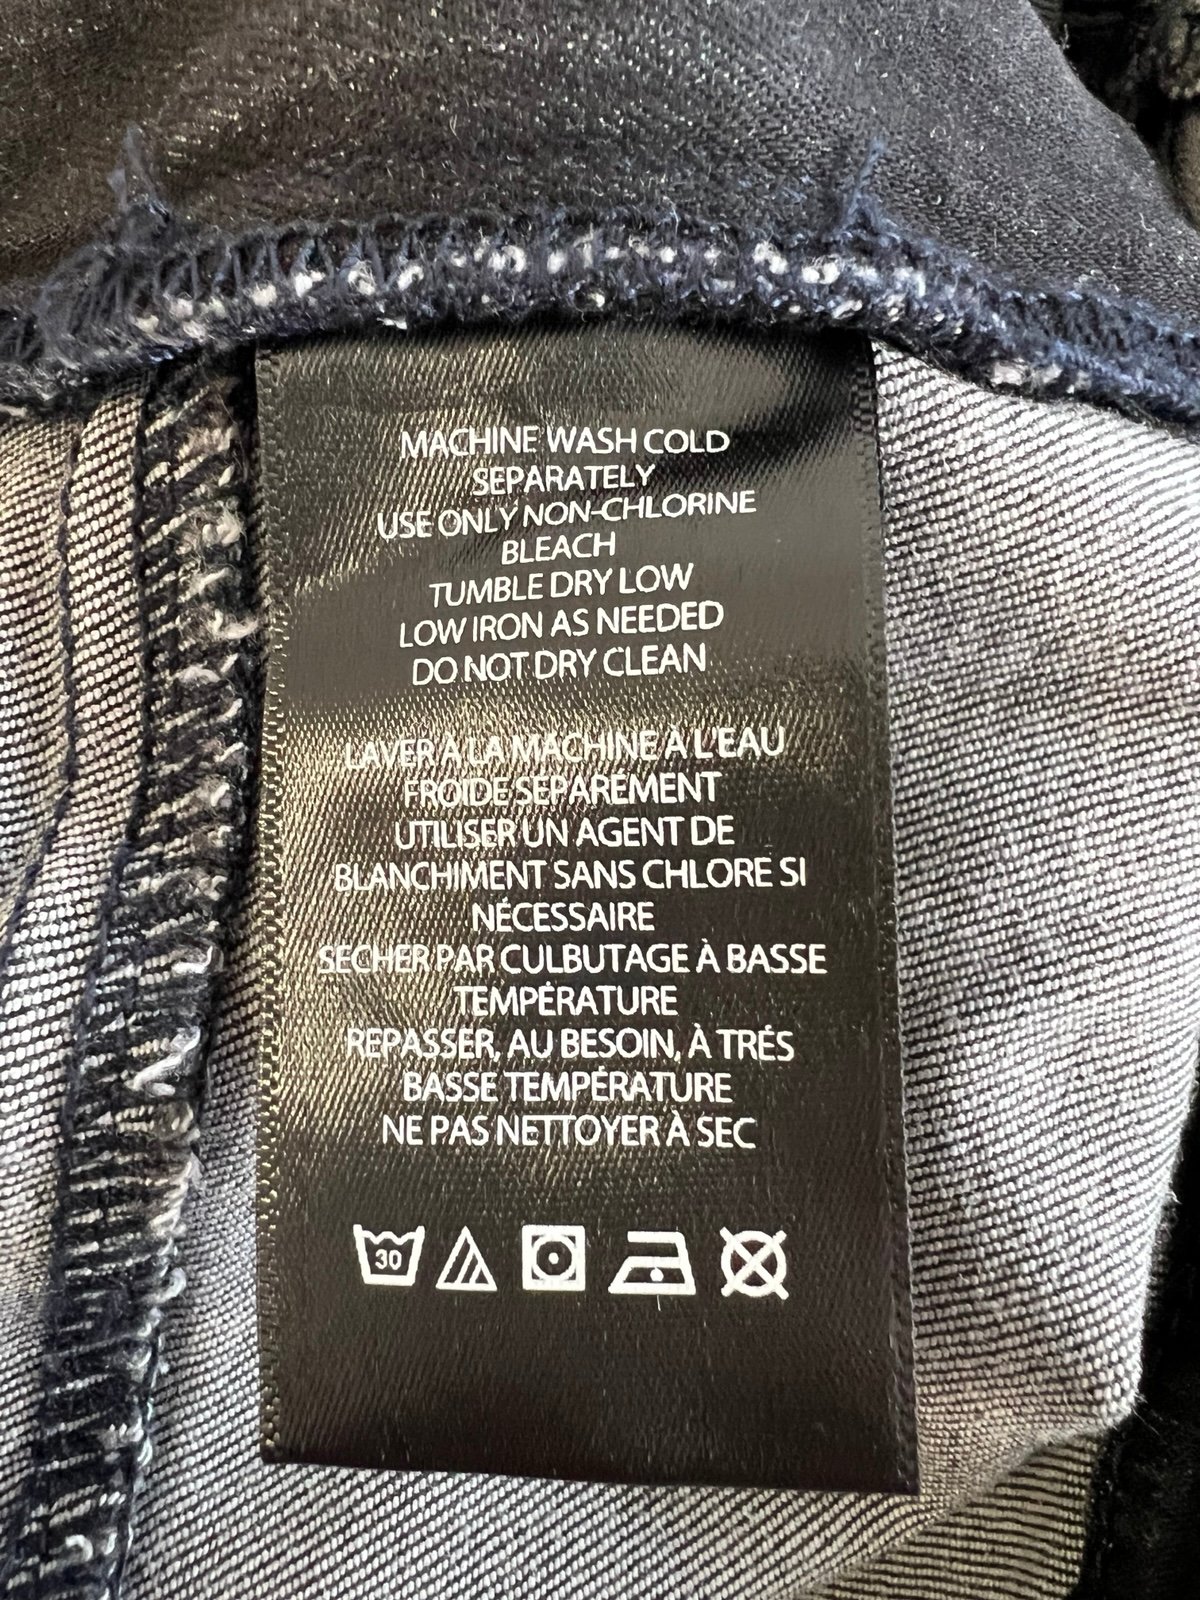 MACHINE WASH COLD
SEPARATELY
USE ONLY NON-CHLORINE
BLEACH
TUMBLE DRY LOW
LOW IRON AS NEEDED
DO NOT DRY CLEAN
LAVER À LA MACHINE À L'EAU
FROIDE SÉPARÉMENT
UTILISER UN AGENT DE
BLANCHIMENT SANS CHLORE SI
NÉCESSAIRE
SECHER PAR CULBUTAGE À BASSE
TEMPÉRATURE
REPASSER, AU BESOIN, À TRÉS
BASSE TEMPÉRATURE
NE PAS NETTOYER À SEC
30